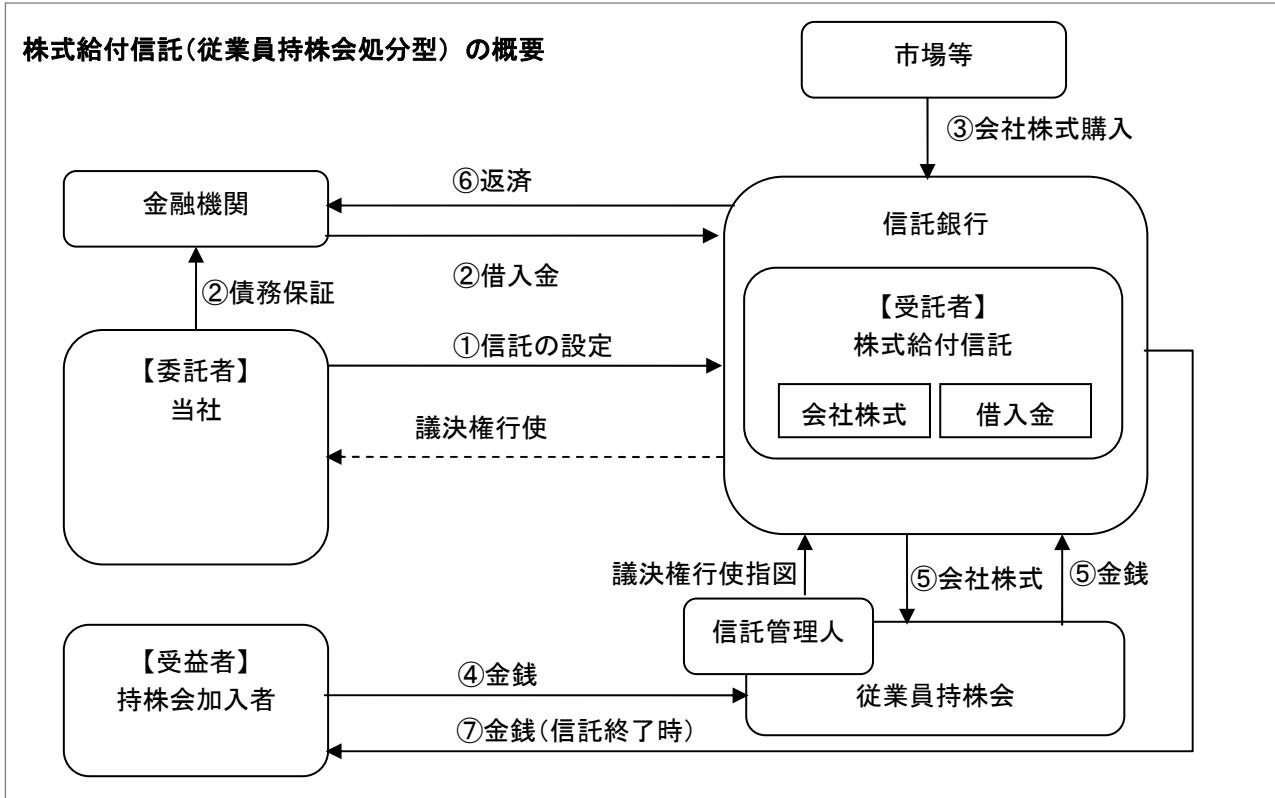 株式給付信託(従業員持株会処分型) の概要
市場等
③会社株式購入
⑥返済
金融機関
信託銀行
②借入金
②債務保証
【受託者】
株式給付信託
①信託の設定
【委託者】
当社
会社株式
借入金
議決権行使
議決権行使指図
⑤会社株式
⑤金銭
信託管理人
【受益者】
持株会加入者
④金銭
従業員持株会
⑦金銭(信託終了時)